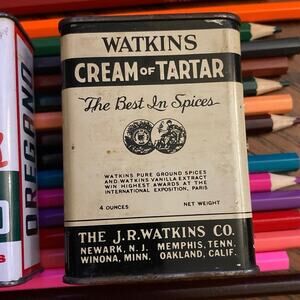 WATKINS
CREAM OF TARTAR
The Best In Spices
WATKINS PURE GROUND SPICES
AND WATKINS VANILLA EXTRACT
WIN HIGHEST AWARDS AT THE
INTERNATIONAL EXPOSITION, PARIS
4 OUNCES NET WEIGHT
THE J.R.WATKINS CO.
NEWARK, N.J. MEMPHIS, TENN.
WINONA, MINN. OAKLAND, CALIF.
OREGANO